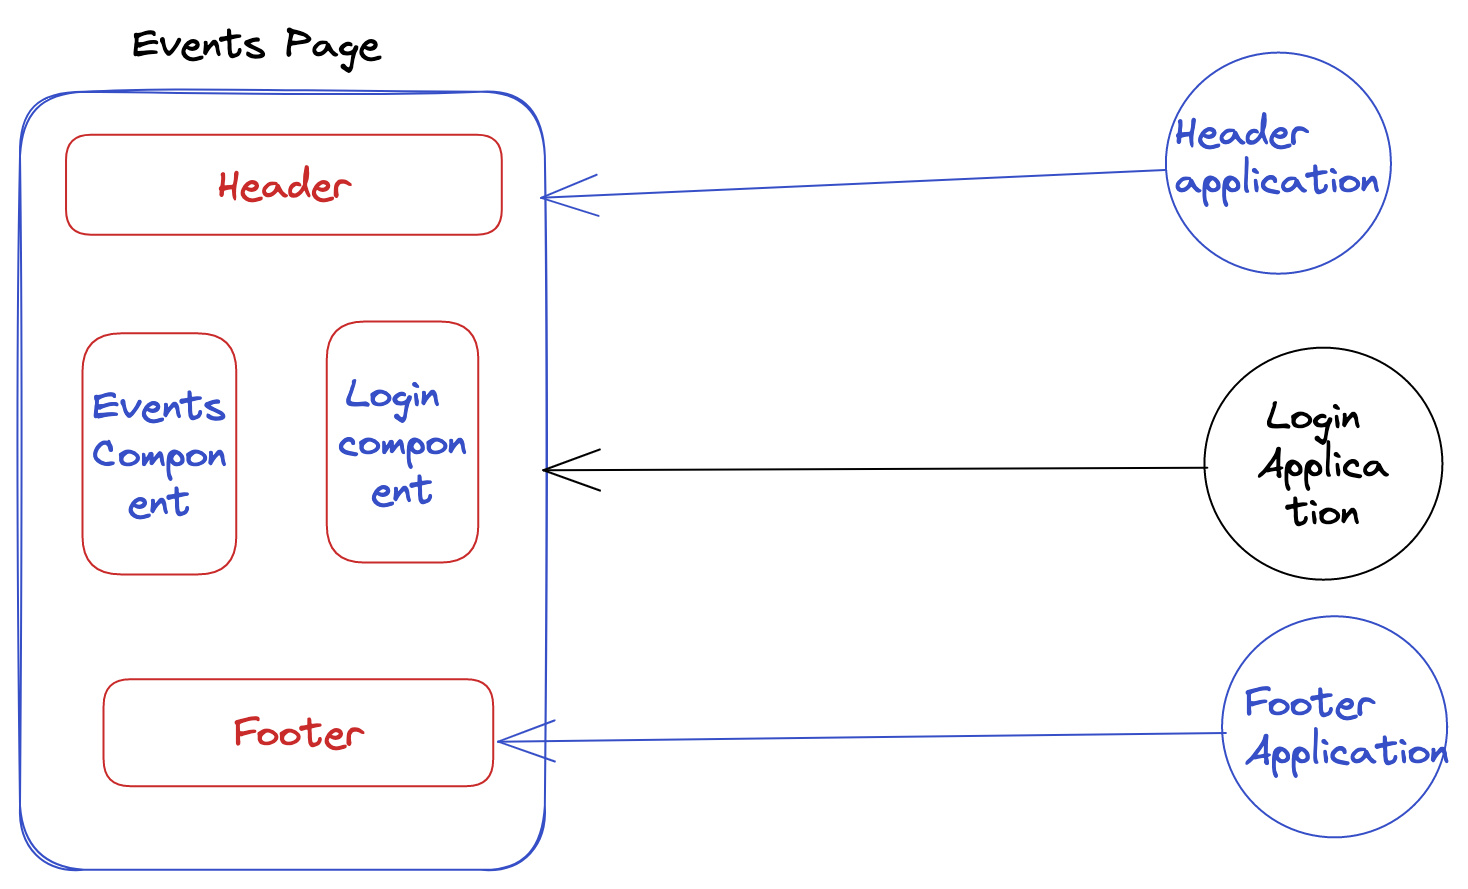 Events Page
Header
Header
application
Events
Compon
ent
Login
compon
ent
Login
Applica
tion
Footer
Footer
Application